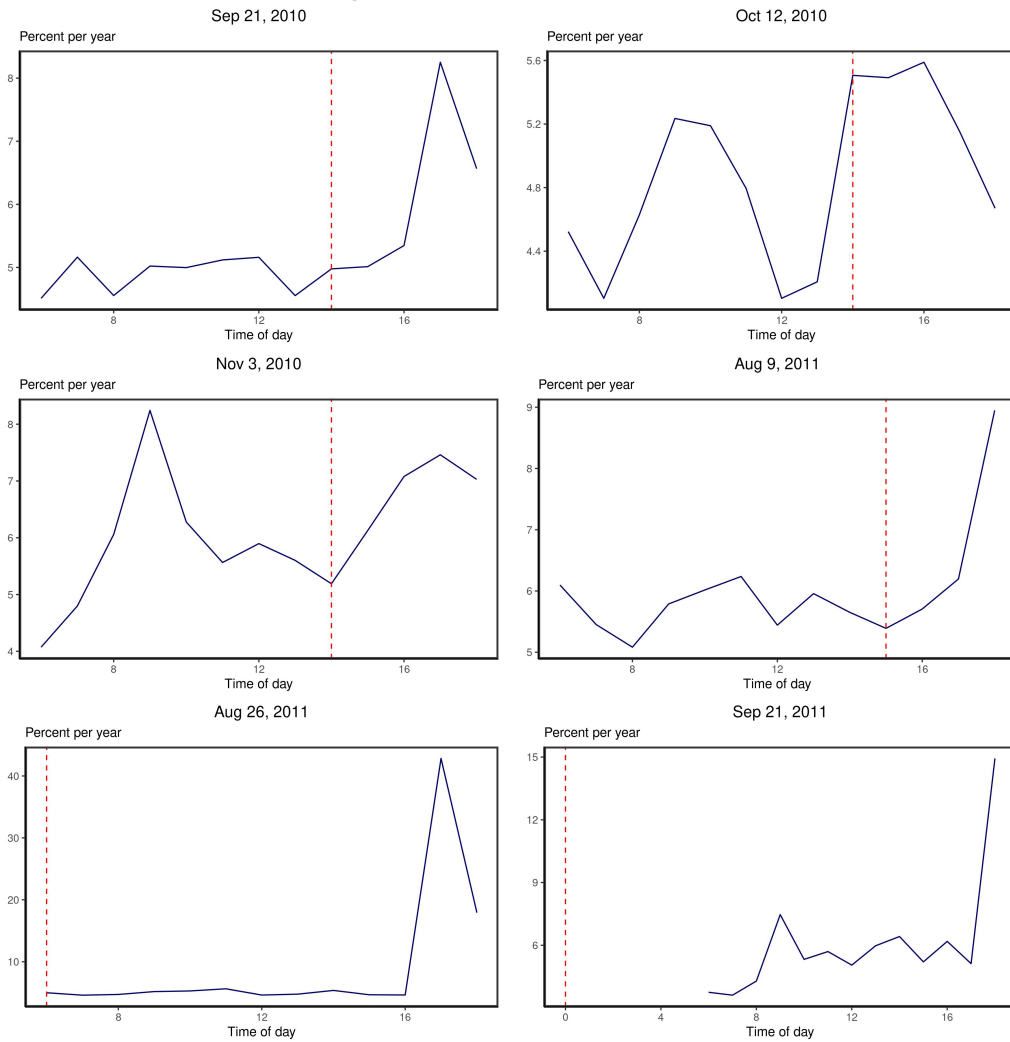 Sep 21, 2010
Percent per year
8
7
6
5
8 12 16
Time of day
Oct 12, 2010
Percent per year
5.6
5.2
4.8
4.4
8 12 16
Time of day
Nov 3, 2010
Percent per year
8
7
6
5
4
8 12 16
Time of day
Aug 9, 2011
Percent per year
9
8
7
6
5
8 12 16
Time of day
Aug 26, 2011
Percent per year
40
30
20
10
8 12 16
Time of day
Sep 21, 2011
Percent per year
15
12
9
6
0 4 8 12 16
Time of day